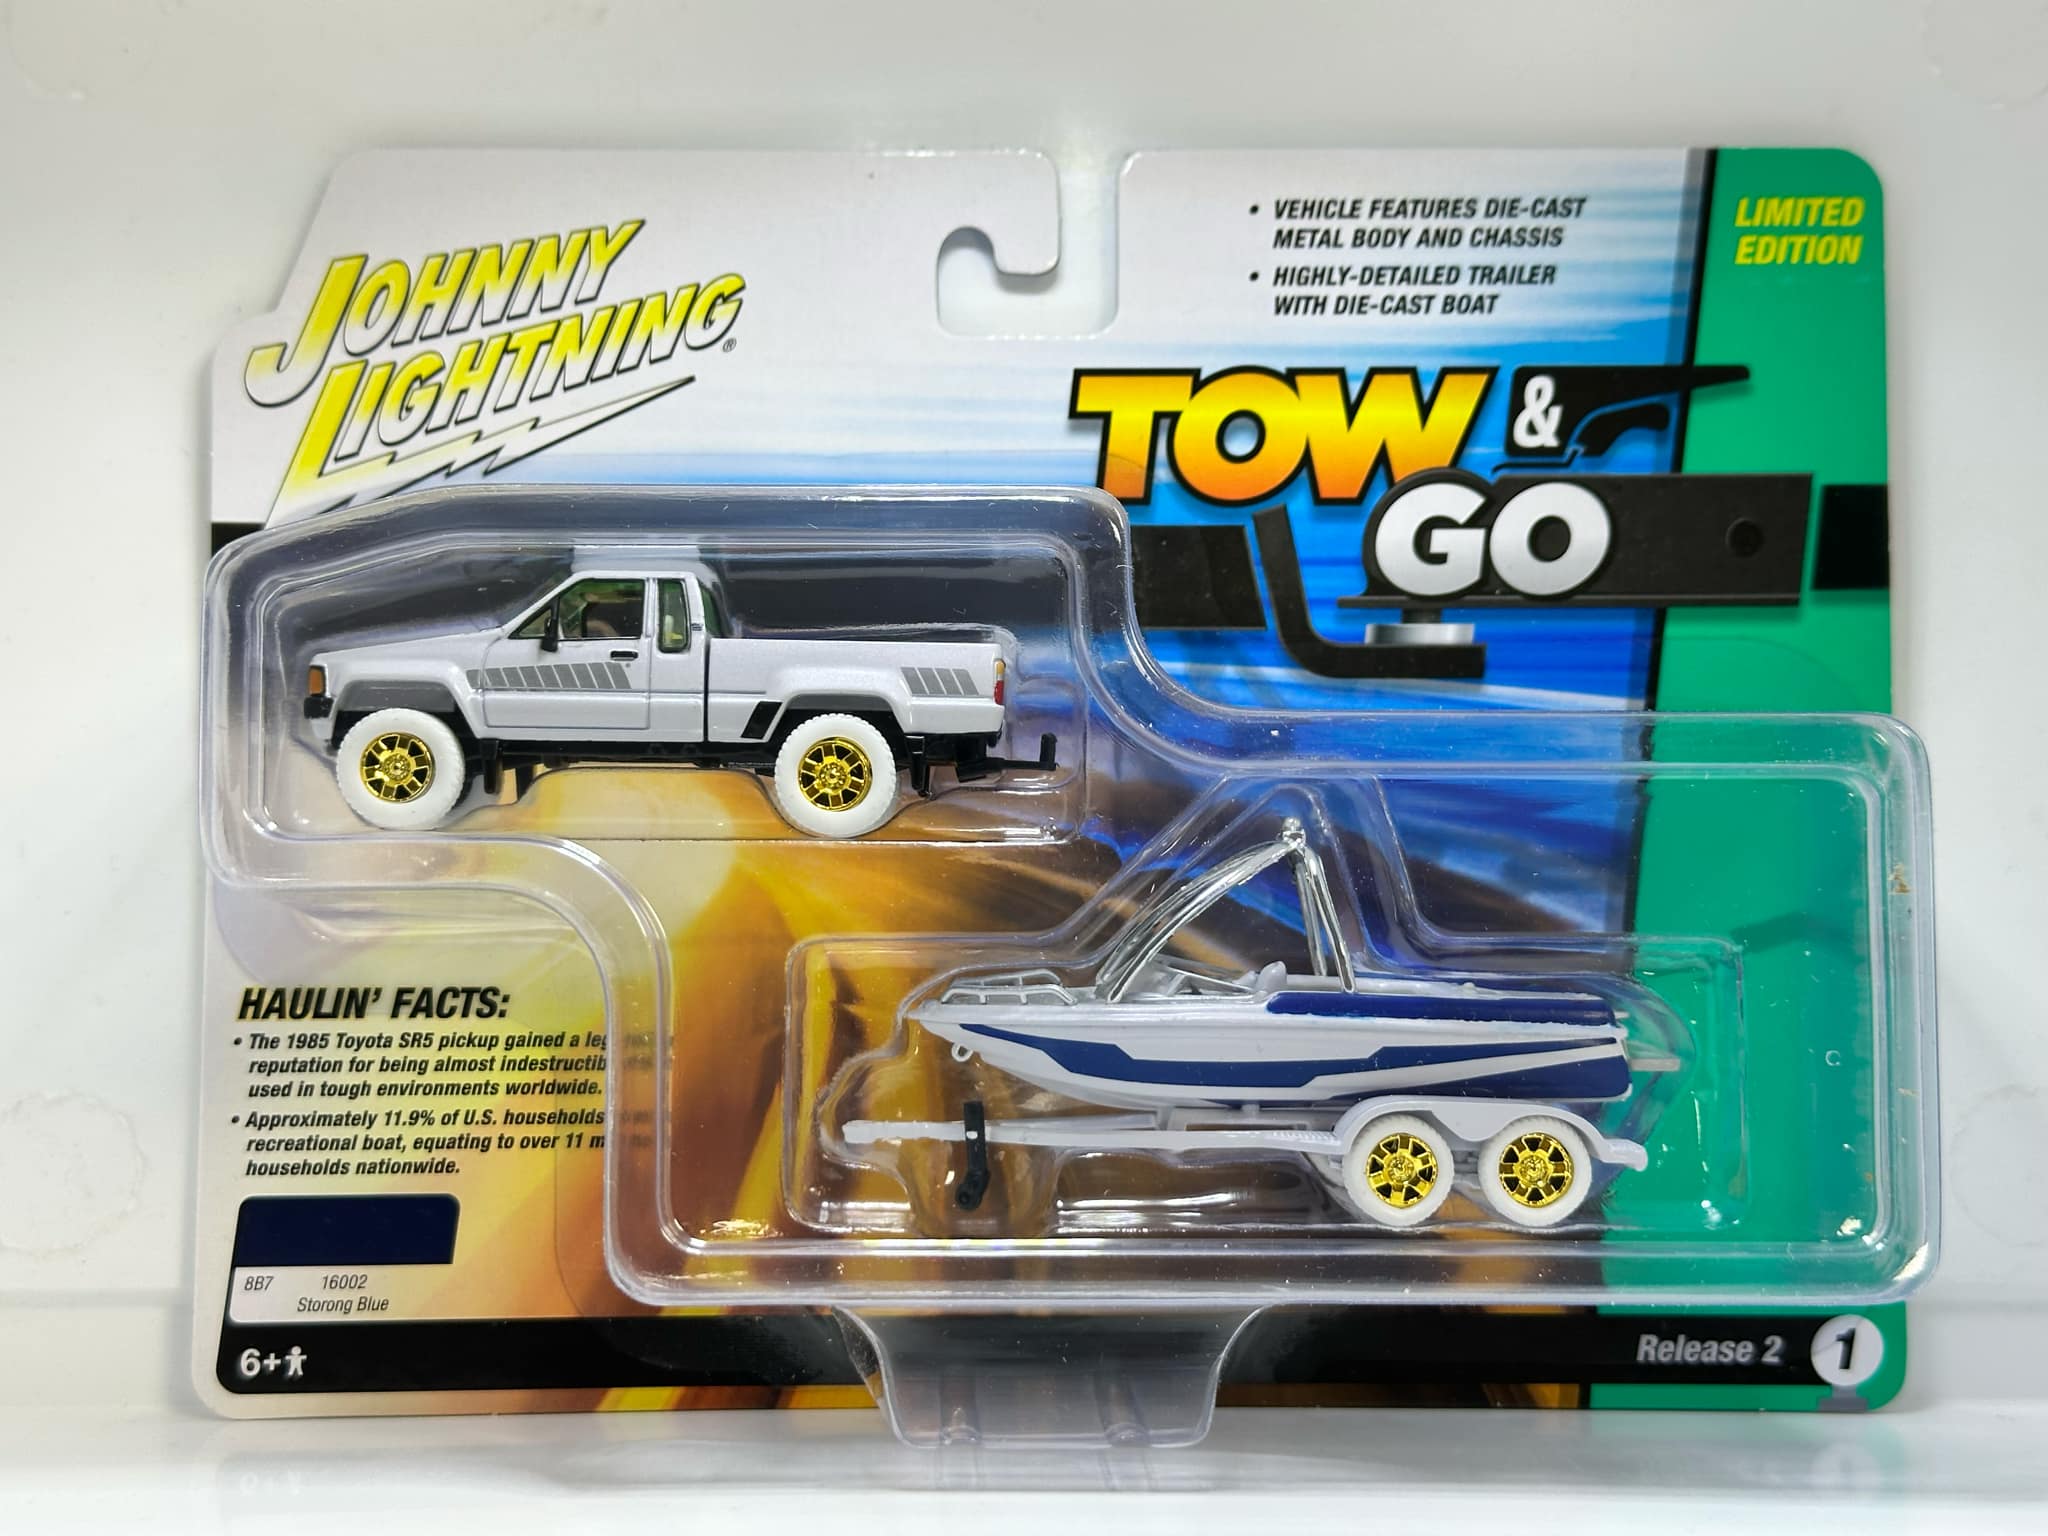 JOHNNY
LIGHTNING®
• VEHICLE FEATURES DIE-CAST
METAL BODY AND CHASSIS
• HIGHLY-DETAILED TRAILER
WITH DIE-CAST BOAT
LIMITED
EDITION
TOW &
GO
HAULIN' FACTS:
• The 1985 Toyota SR5 pickup gained a
reputation for being almost
used in tough environments worldwide.
• Approximately 11.9% of U.S. households
recreational boat, equating to over 11
households nationwide.
8B7 16002
Storong Blue
6+
Release 2 1